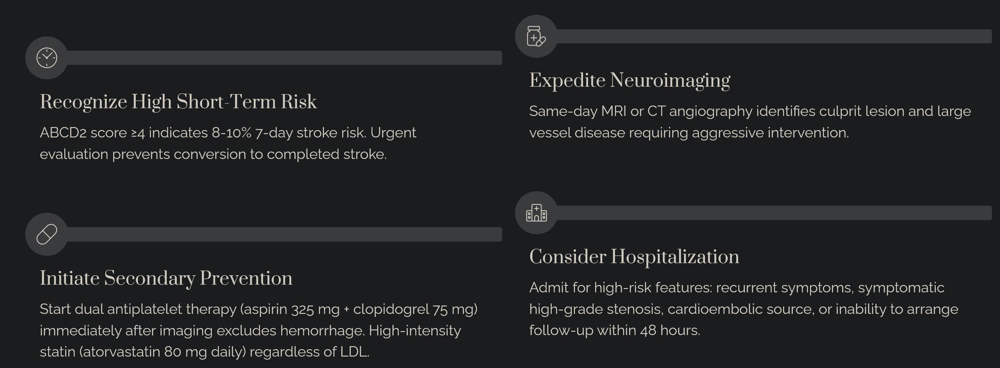 Recognize High Short-Term Risk
ABCD2 score ≥4 indicates 8-10% 7-day stroke risk. Urgent
evaluation prevents conversion to completed stroke.
Expedite Neuroimaging
Same-day MRI or CT angiography identifies culprit lesion and large
vessel disease requiring aggressive intervention.
Initiate Secondary Prevention
Start dual antiplatelet therapy (aspirin 325 mg + clopidogrel 75 mg)
immediately after imaging excludes hemorrhage. High-intensity
statin (atorvastatin 80 mg daily) regardless of LDL.
Consider Hospitalization
Admit for high-risk features: recurrent symptoms, symptomatic
high-grade stenosis, cardioembolic source, or inability to arrange
follow-up within 48 hours.